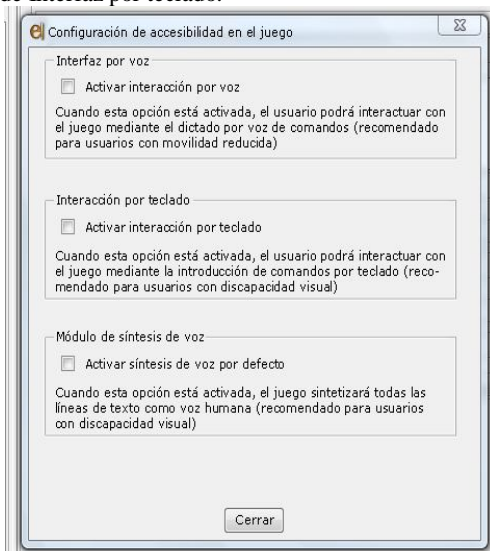 de interfaz por teclado.
Configuración de accesibilidad en el juego
Interfaz por voz
Activar interacción por voz
Cuando esta opción está activada, el usuario podrá interactuar con
el juego mediante el dictado por voz de comandos (recomendado
para usuarios con movilidad reducida)
Interacción por teclado
Activar interacción por teclado
Cuando esta opción está activada, el usuario podrá interactuar con
el juego mediante la introducción de comandos por teclado (reco-
mendado para usuarios con discapacidad visual)
Módulo de síntesis de voz
Activar síntesis de voz por defecto
Cuando esta opción está activada, el juego sintetizará todas las
líneas de texto como voz humana (recomendado para usuarios
con discapacidad visual)
Cerrar